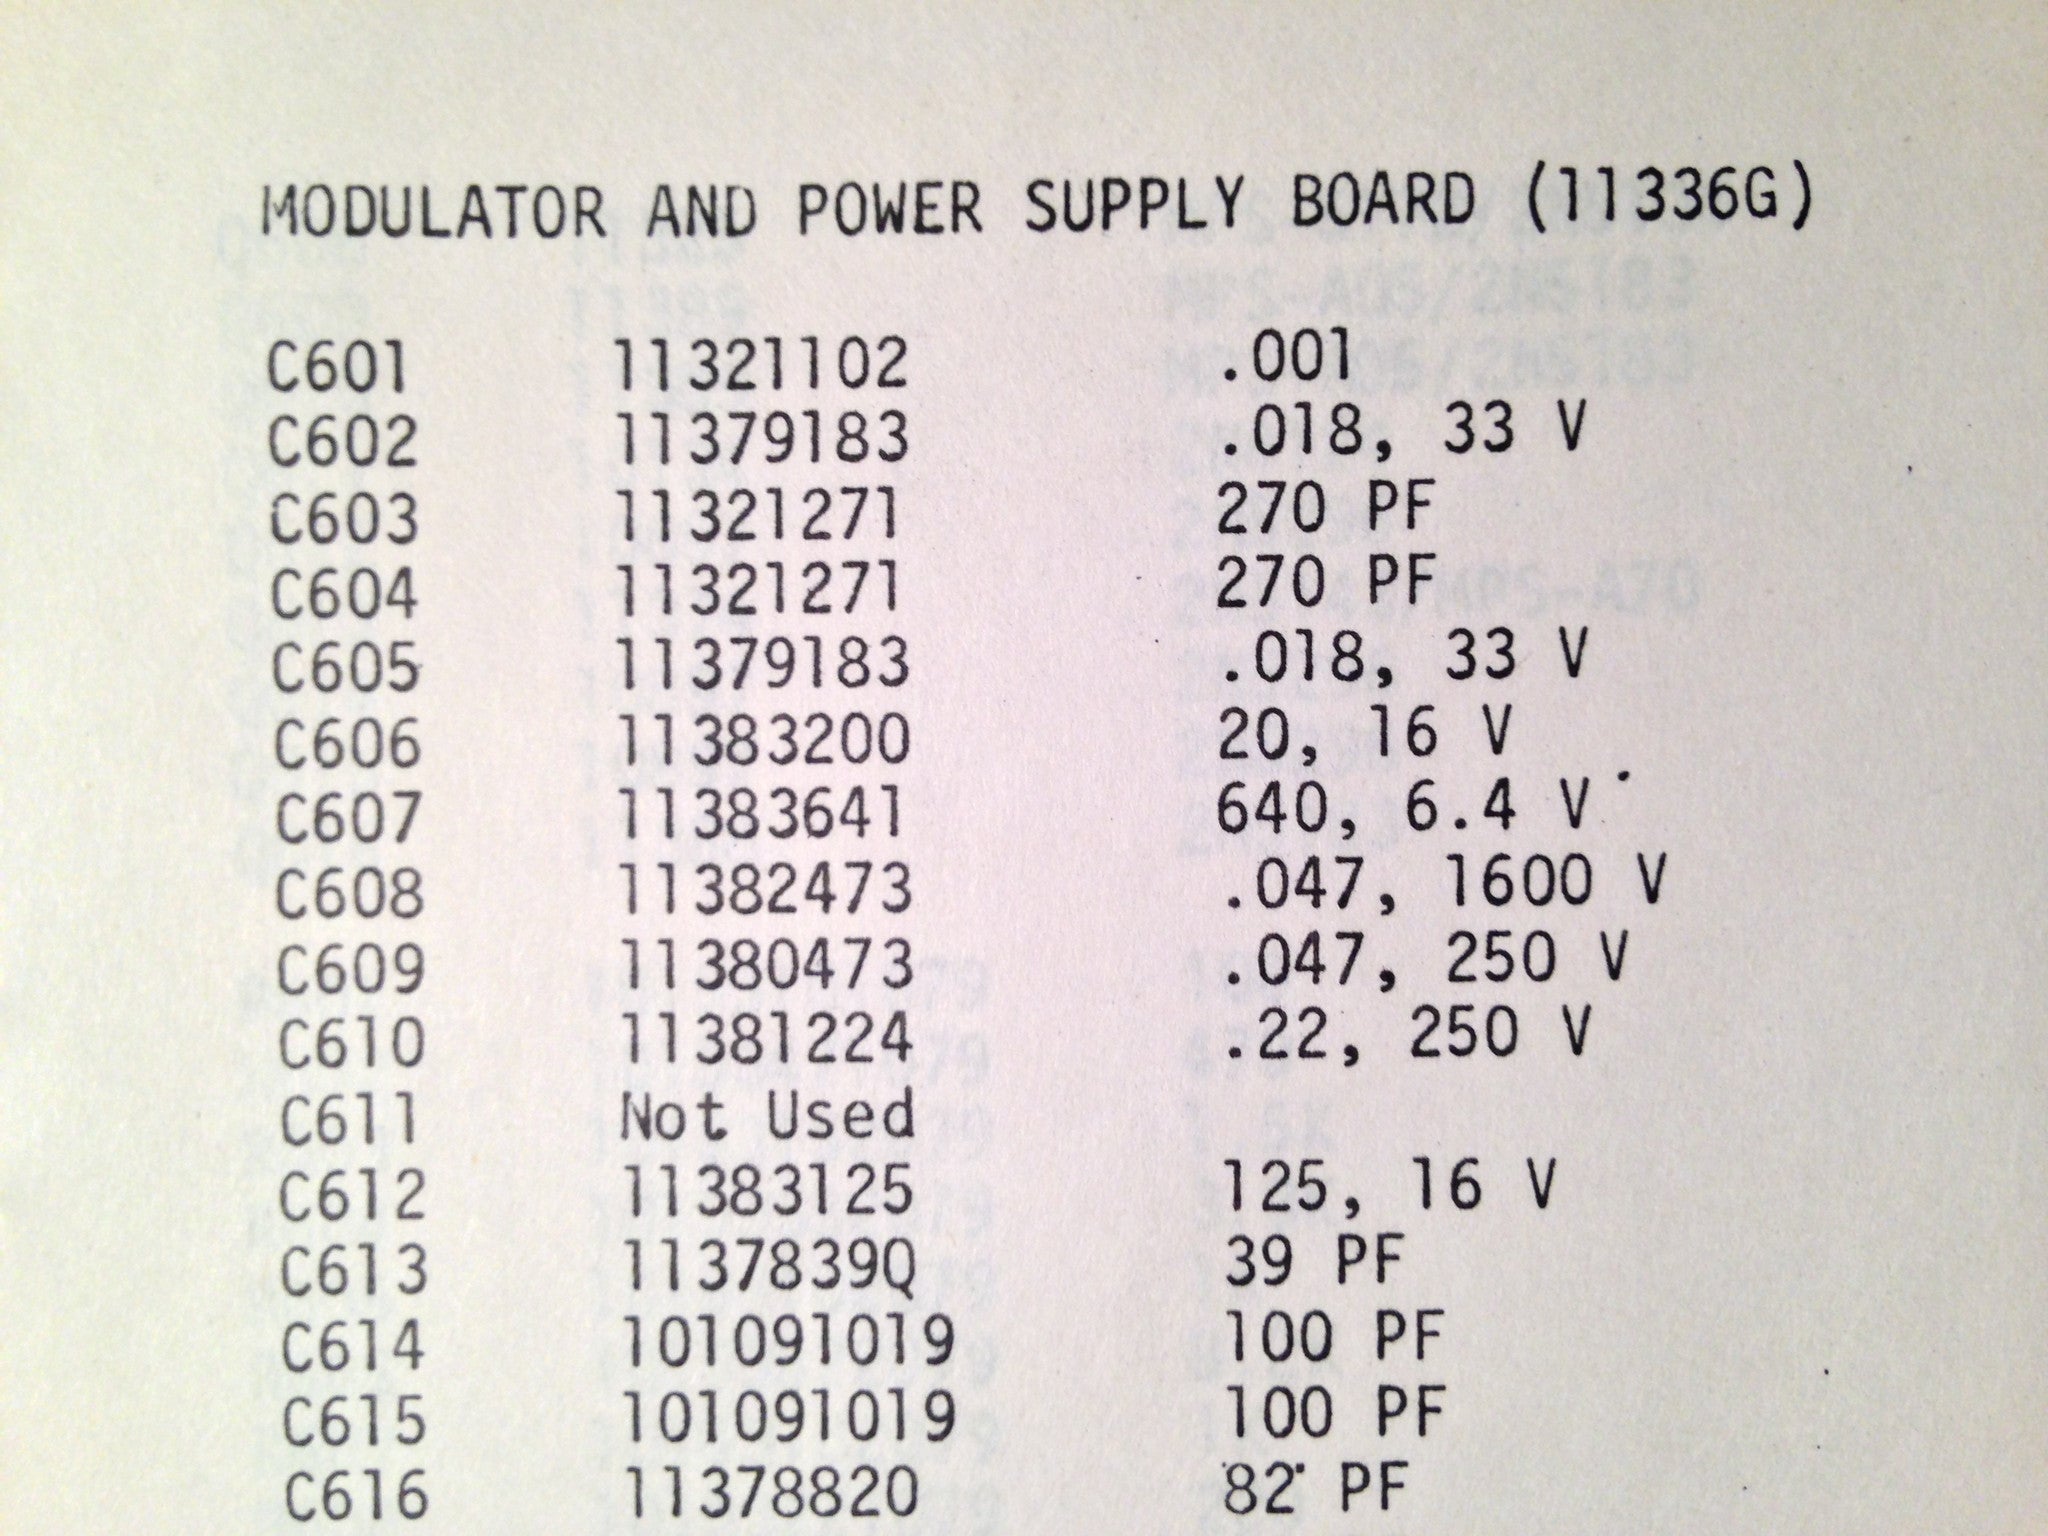 MODULATOR AND POWER SUPPLY BOARD (11336G)
C601 11321102 .001
C602 11379183 .018, 33 V
C603 11321271 270 PF
C604 11321271 270 PF
C605 11379183 .018, 33 V
C606 11383200 20, 16 V
C607 11383641 640, 6.4 V
C608 11382473 .047, 1600 V
C609 11380473 .047, 250 V
C610 11381224 .22, 250 V
C611 Not Used
C612 11383125 125, 16 V
C613 1137839Q 39 PF
C614 101091019 100 PF
C615 101091019 100 PF
C616 11378820 82 PF